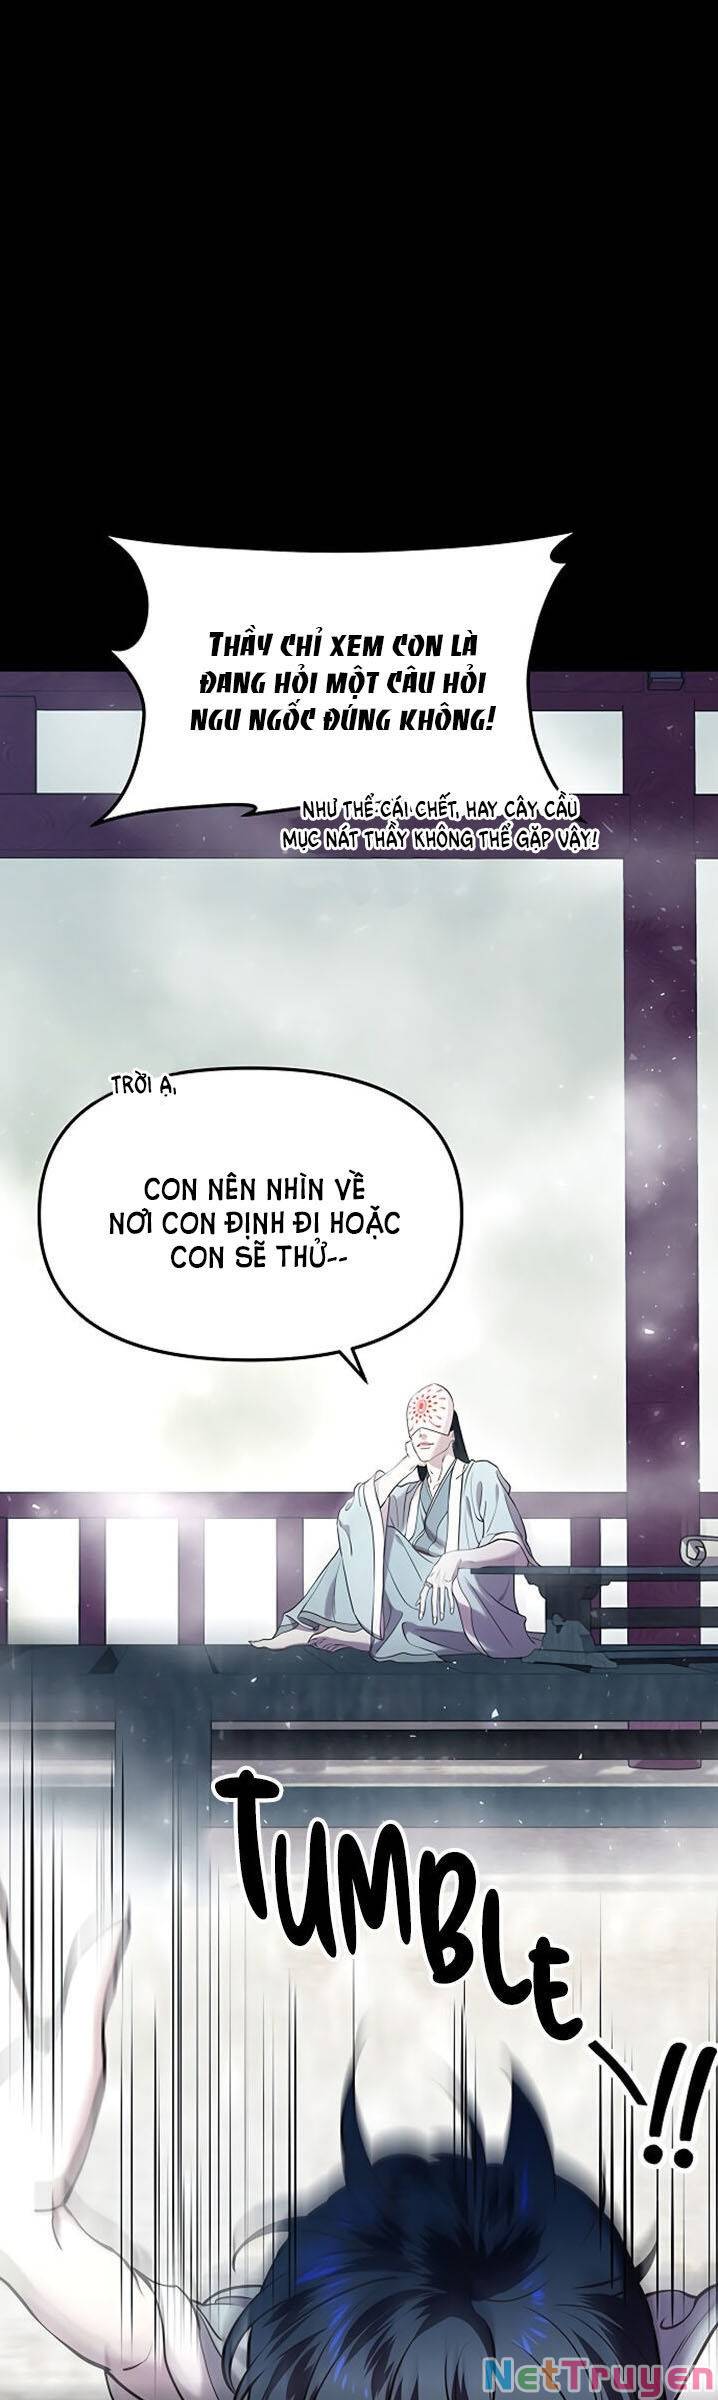 THẦY CHỈ XEM CON LÀ
ĐANG HỎI MỘT CÂU HỎI
NGU NGỐC ĐÚNG KHÔNG!
NHƯ THỂ CÁI CHẾT, HAY CÂY CẦU
MỤC NÁT THẦY KHÔNG THỂ GẶP VẬY!
TRỜI Ạ,
CON NÊN NHÌN VỀ
NƠI CON ĐỊNH ĐI HOẶC
CON SẼ THỬ--
TUMBLE
!!
NetTruyen